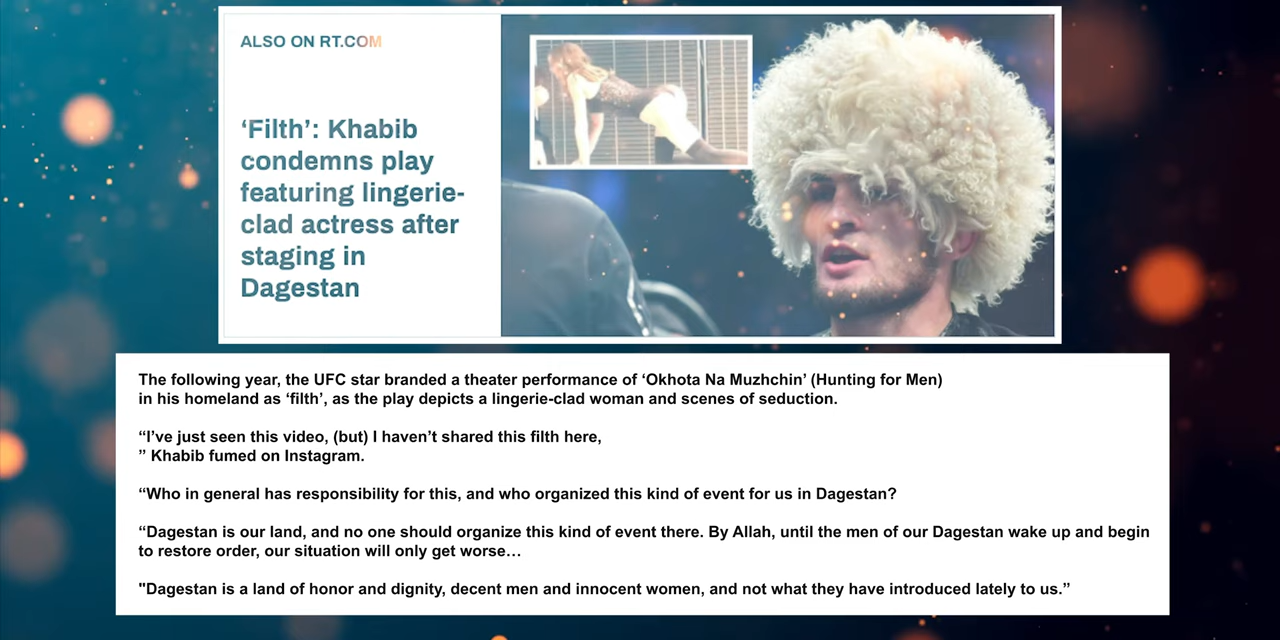 ALSO ON RT.COM
‘Filth’: Khabib
condemns play
featuring lingerie-
clad actress after
staging in
Dagestan
The following year, the UFC star branded a theater performance of ‘Okhota Na Muzhchin’ (Hunting for Men)
in his homeland as ‘filth’, as the play depicts a lingerie-clad woman and scenes of seduction.
“I’ve just seen this video, (but) I haven’t shared this filth here,
” Khabib fumed on Instagram.
“Who in general has responsibility for this, and who organized this kind of event for us in Dagestan?
“Dagestan is our land, and no one should organize this kind of event there. By Allah, until the men of our Dagestan wake up and begin
to restore order, our situation will only get worse…
"Dagestan is a land of honor and dignity, decent men and innocent women, and not what they have introduced lately to us.”